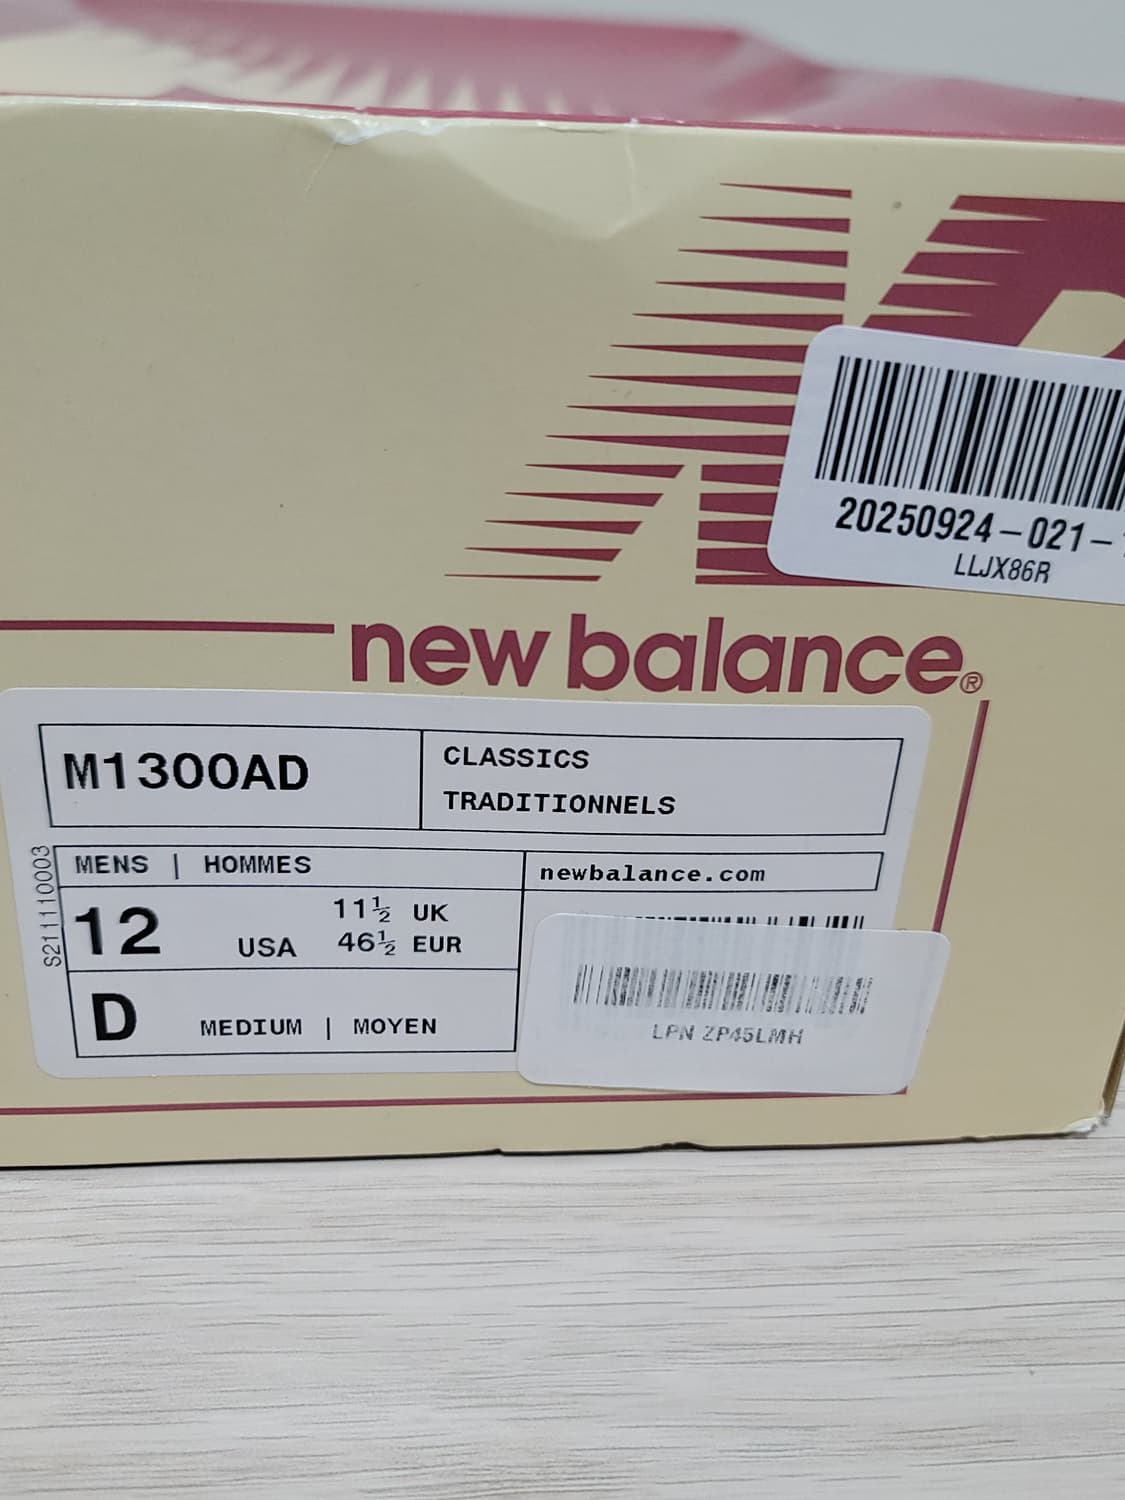 20250924-021-
LLJX86R
new balance®
M1300AD
CLASSICS
TRADITIONNELS
S211110003
MENS | HOMMES
newbalance.com
12 USA
11½ UK
46½ EUR
D MEDIUM | MOYEN
LPN ZP45LMH